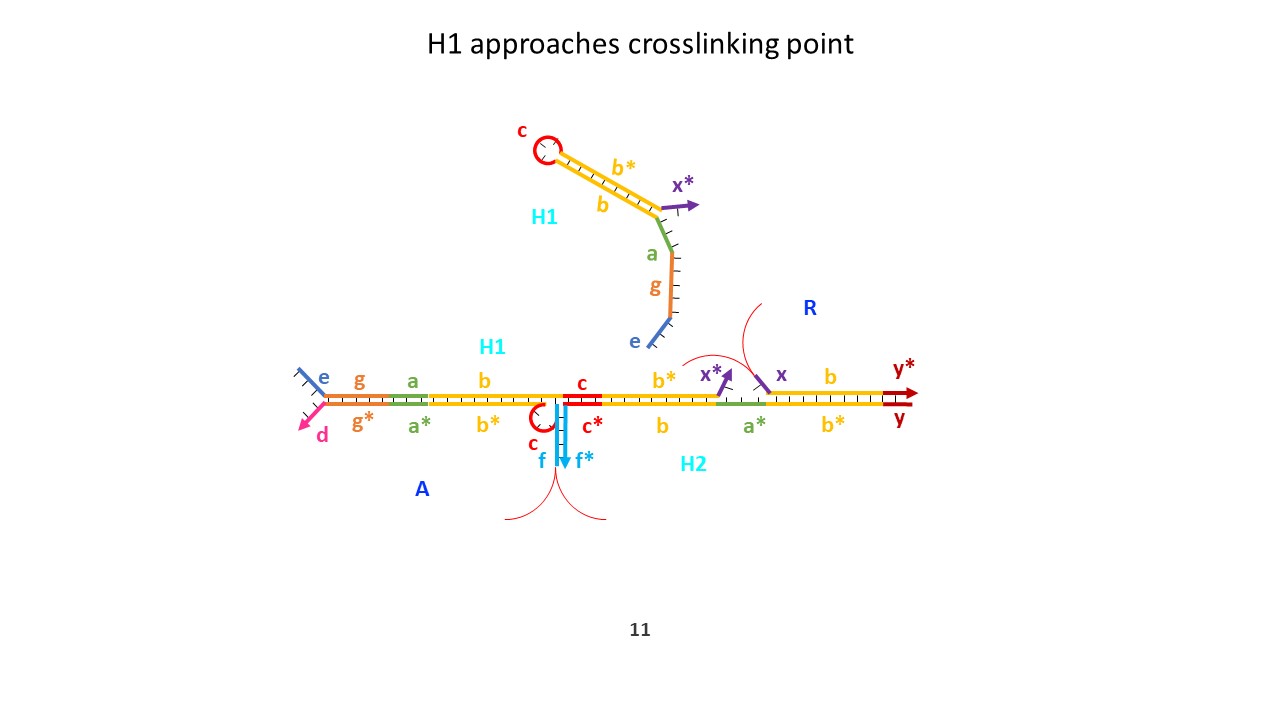 H1 approaches crosslinking point
c
b*
x*
b
H1
a
g
e
R
H1
e g a b c b* x* x b y*
d g* a* b* c c* b a* b* y
f f* H2
A
11